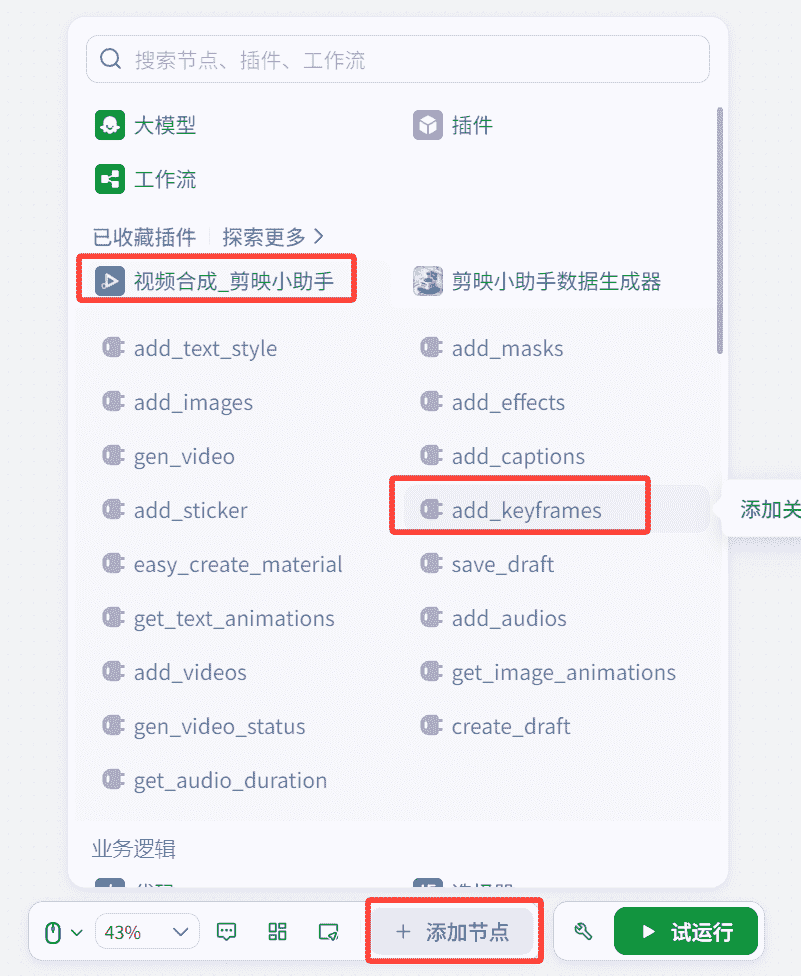 搜索节点、插件、工作流
大模型 插件
工作流
已收藏插件 探索更多
视频合成_剪映小助手 剪映小助手数据生成器
add_text_style add_masks
add_images add_effects
gen_video add_captions
add_sticker add_keyframes
添加关
easy_create_material save_draft
get_text_animations add_audios
add_videos get_image_animations
gen_video_status create_draft
get_audio_duration
业务逻辑
43% 添加节点 试运行